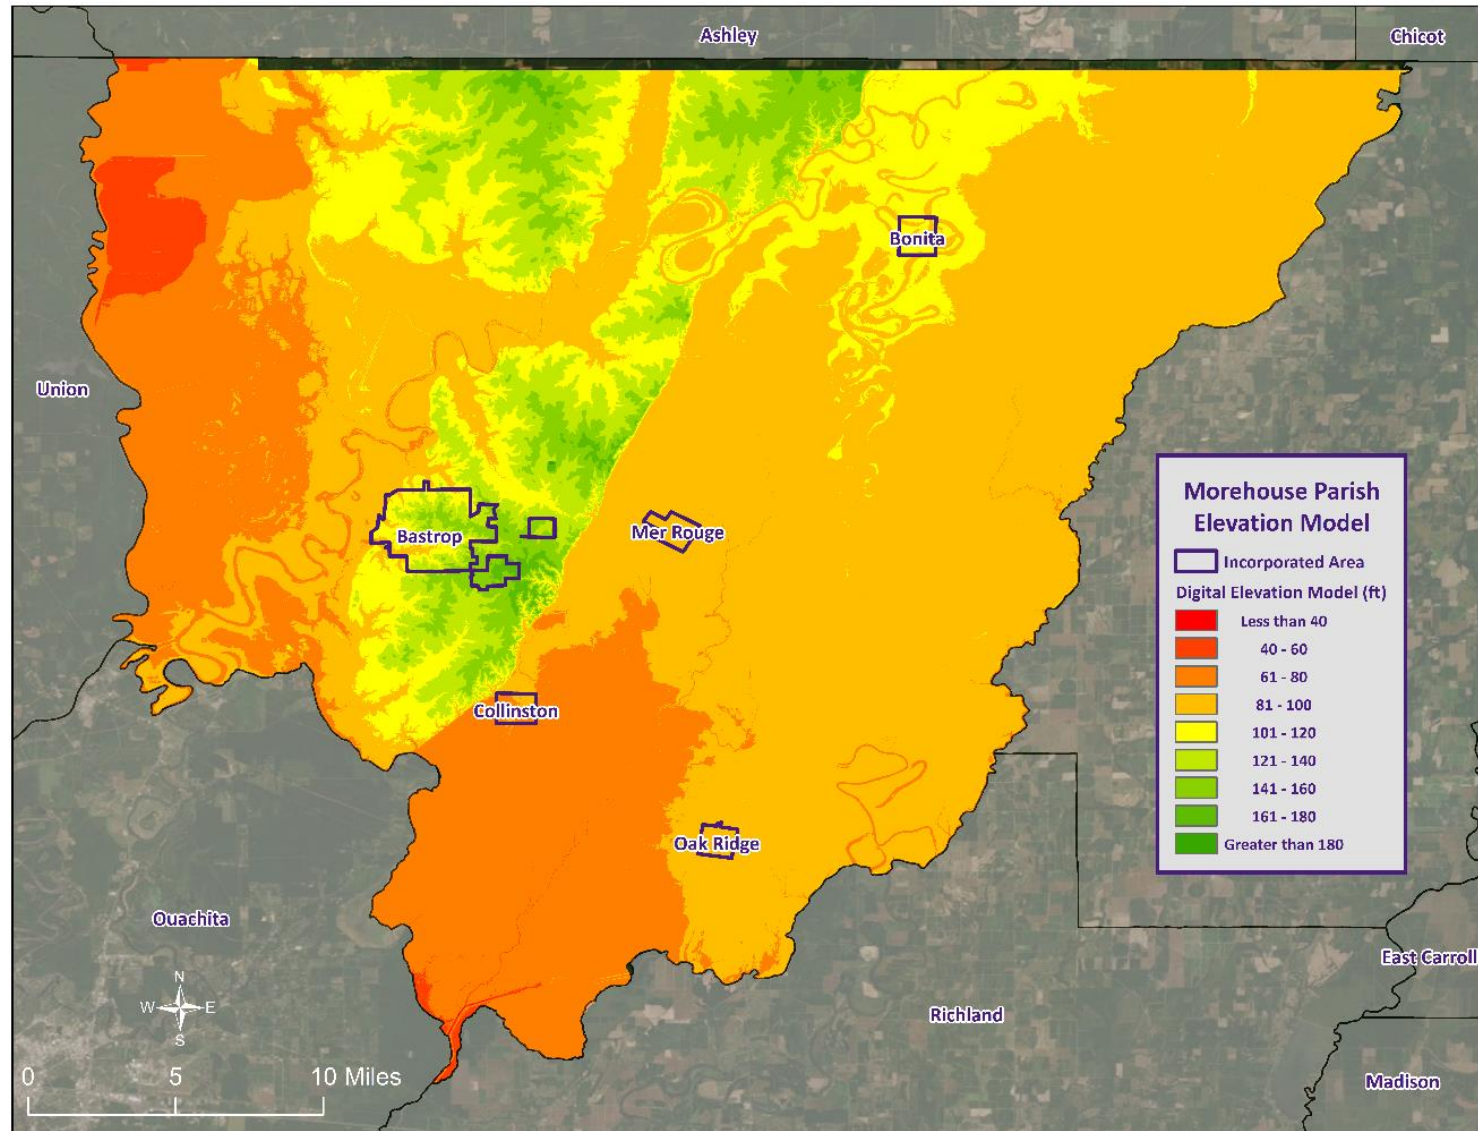 Ashley
Chicot
Bonita
Union
Bastrop
Mer Rouge
Collinston
Oak Ridge
Ouachita
Richland
East Carroll
Madison
Morehouse Parish
Elevation Model
Incorporated Area
Digital Elevation Model (ft)
Less than 40
40 - 60
61 - 80
81 - 100
101 - 120
121 - 140
141 - 160
161 - 180
Greater than 180
N
W E
S
0 5 10 Miles